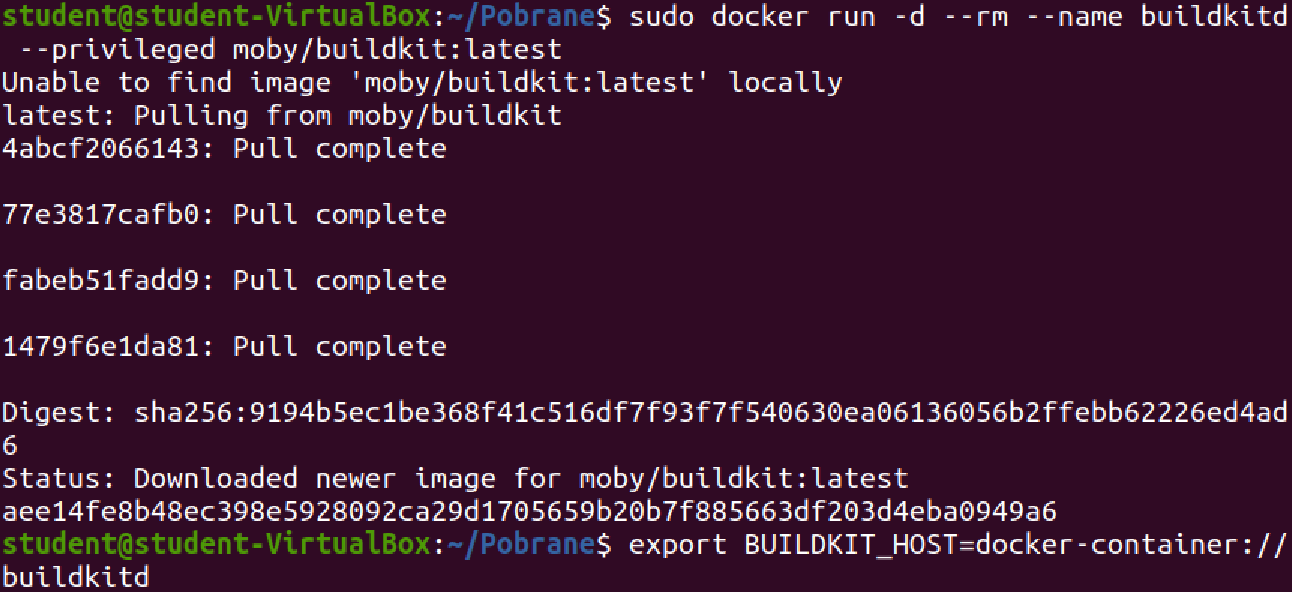 student@student-VirtualBox:~/Pobrane$ sudo docker run -d --rm --name buildkitd
 --privileged moby/buildkit:latest
Unable to find image 'moby/buildkit:latest' locally
latest: Pulling from moby/buildkit
4abcf2066143: Pull complete
77e3817cafb0: Pull complete
fabeb51fadd9: Pull complete
1479f6e1da81: Pull complete
Digest: sha256:9194b5ec1be368f41c516df7f93f7f540630ea06136056b2ffebb62226ed4ad
6
Status: Downloaded newer image for moby/buildkit:latest
aee14fe8b48ec398e5928092ca29d1705659b20b7f885663df203d4eba0949a6
student@student-VirtualBox:~/Pobrane$ export BUILDKIT_HOST=docker-container://
buildkitd